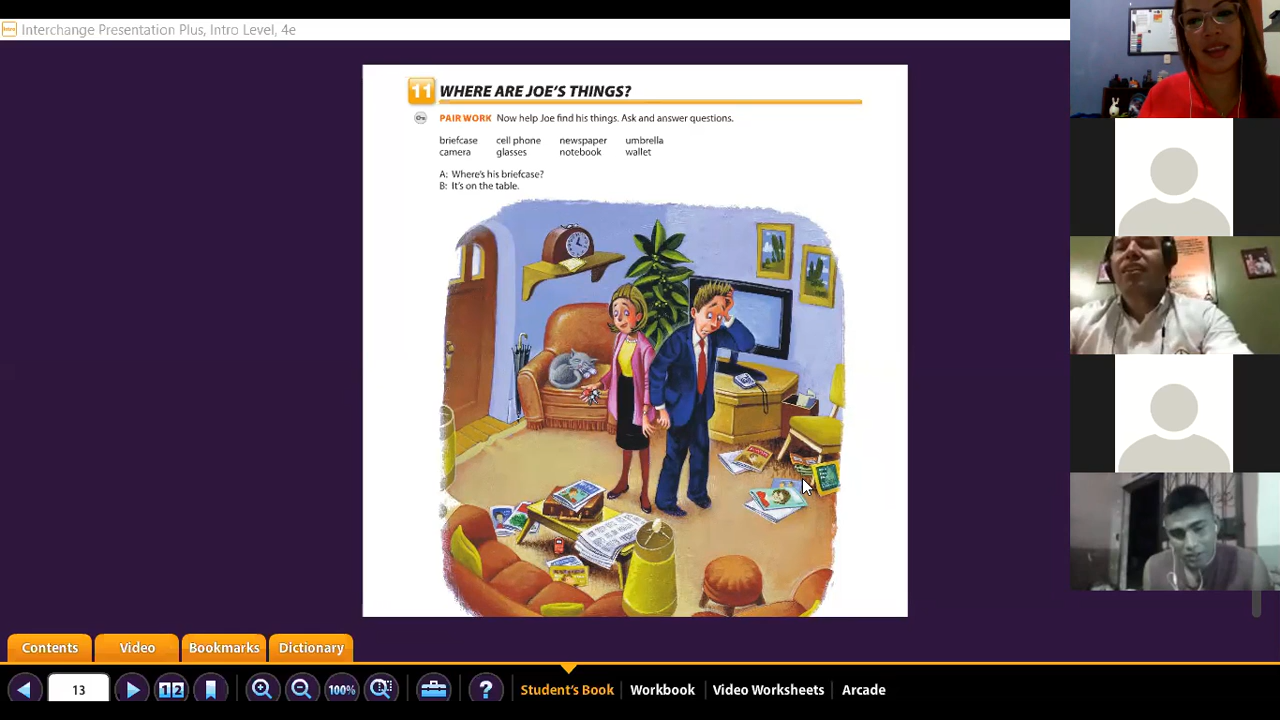 Interchange Presentation Plus, Intro Level, 4e
11 WHERE ARE JOE'S THINGS?
PAIR WORK Now help Joe find his things. Ask and answer questions.
briefcase cell phone newspaper umbrella
camera glasses notebook wallet
A: Where's his briefcase?
B: It's on the table.
Contents Video Bookmarks Dictionary
13 12 100% ? Student's Book Workbook Video Worksheets Arcade